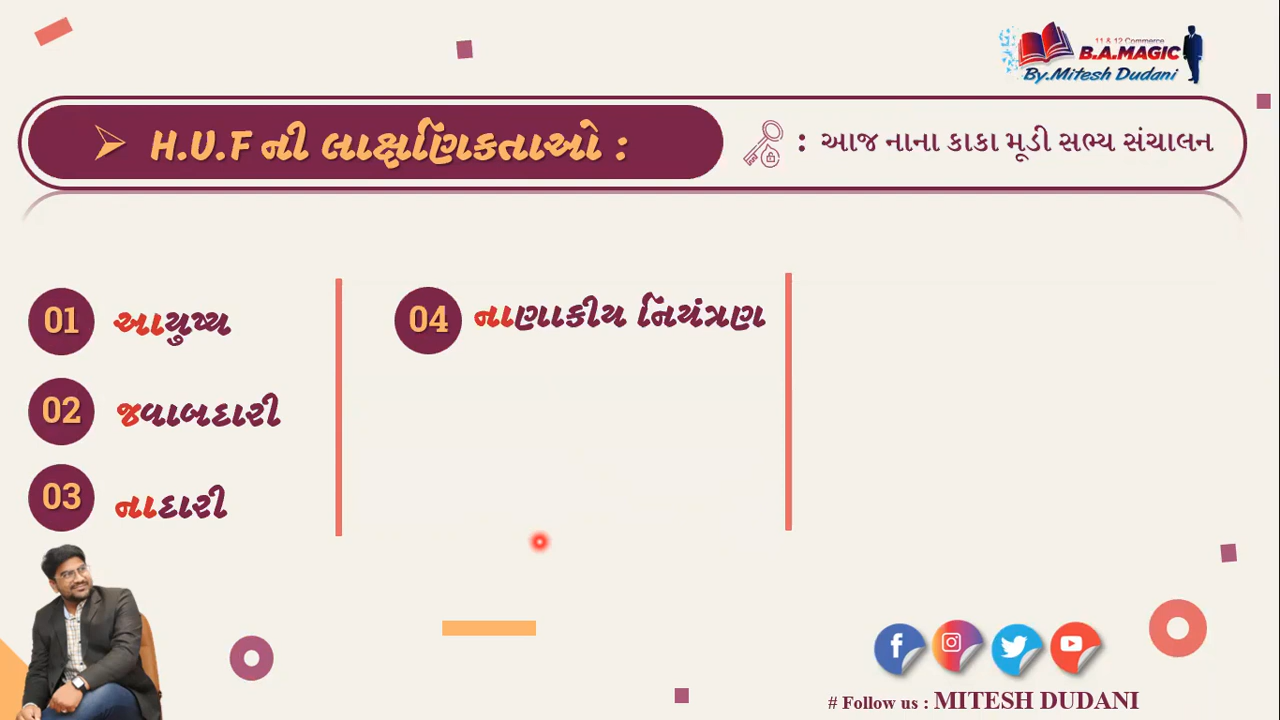 11 & 12 Commerce
B.A.MAGIC
By.Mitesh Dudani
H.U.F ની લાક્ષણિકતાઓ :
: આજ નાના કાકા મૂડી સભ્ય સંચાલન
01 આયુષ્ય
02 જવાબદારી
03 નાદારી
04 નાણાકીય નિયંત્રણ
# Follow us : MITESH DUDANI